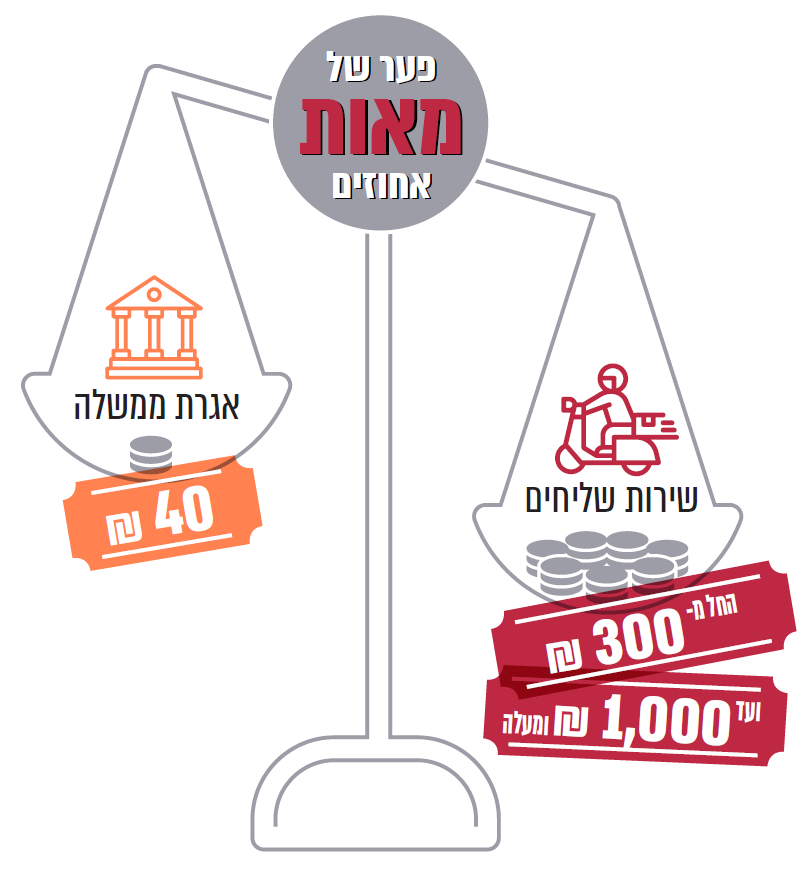 פער של
מאות
אחוזים
אגרת ממשלה
40 ₪
שירות שליחים
החל מ-300 ₪
ועד 1,000 ₪ ומעלה